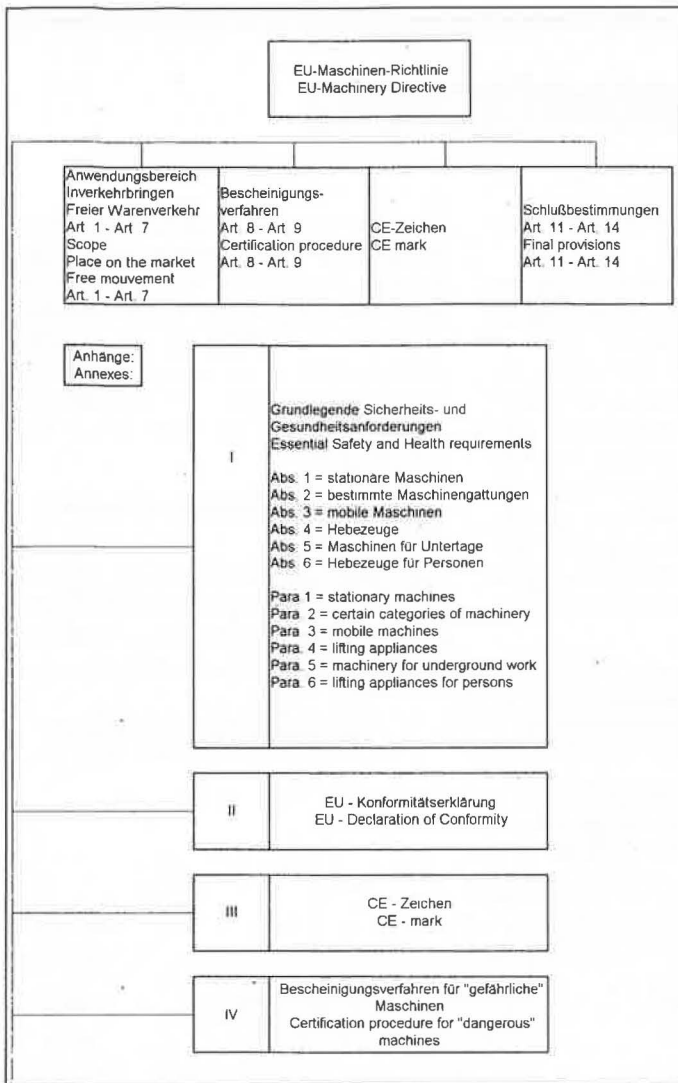 EU-Maschinen-Richtlinie
EU-Machinery Directive
Anwendungsbereich
Inverkehrbringen
Freier Warenverkehr
Art 1 - Art 7
Scope
Place on the market
Free mouvement
Art. 1 - Art. 7
Bescheinigungs-
verfahren
Art 8 - Art 9
Certification procedure
Art. 8 - Art. 9
CE-Zeichen
CE mark
Schlußbestimmungen
Art. 11 - Art. 14
Final provisions
Art. 11 - Art. 14
Anhänge:
Annexes:
I
Grundlegende Sicherheits- und
Gesundheitsanforderungen
Essential Safety and Health requirements
Abs. 1 = stationäre Maschinen
Abs. 2 = bestimmte Maschinengattungen
Abs. 3 = mobile Maschinen
Abs. 4 = Hebezeuge
Abs. 5 = Maschinen für Untertage
Abs. 6 = Hebezeuge für Personen
Para 1 = stationary machines
Para. 2 = certain categories of machinery
Para 3 = mobile machines
Para. 4 = lifting appliances
Para. 5 = machinery for underground work
Para. 6 = lifting appliances for persons
II
EU - Konformitätserklärung
EU - Declaration of Conformity
III
CE - Zeichen
CE - mark
IV
Bescheinigungsverfahren für "gefährliche"
Maschinen
Certification procedure for "dangerous"
machines